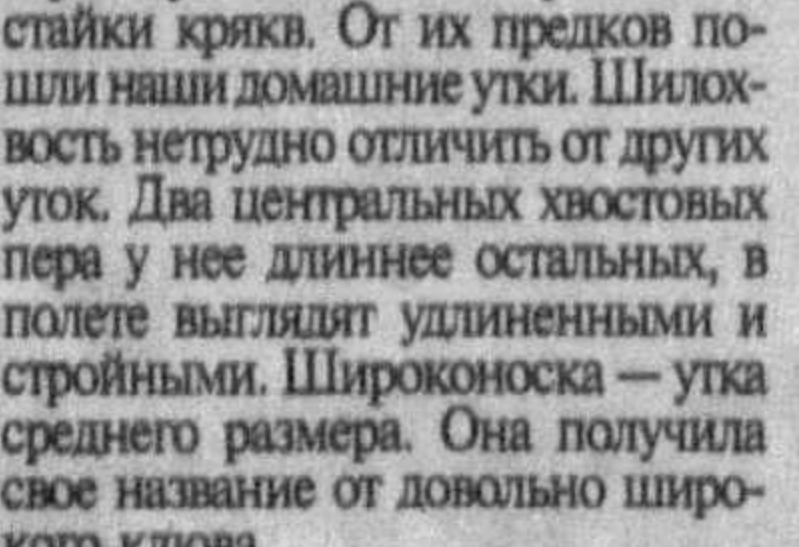 стайки крякв. От их предков по-
шли наши домашние утки. Шилох-
вость нетрудно отличить от других
уток. Два центральных хвостовых
пера у нее длиннее остальных, в
полете выглядят удлиненными и
стройными. Широконоска — утка
среднего размера. Она получила
свое название от довольно широ-
кого клюва